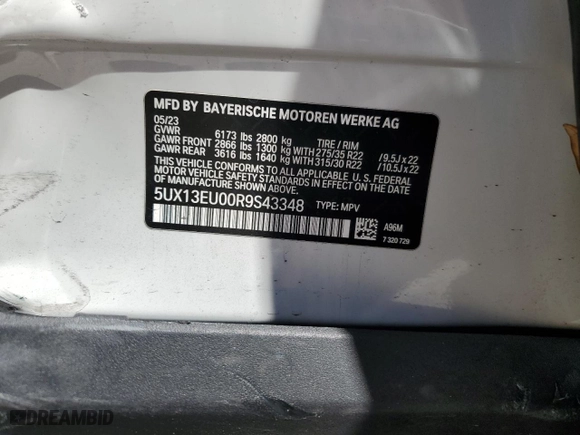 MFD BY BAYERISCHE MOTOREN WERKE AG
05/23
GVWR 6173 lbs 2800 kg TIRE / RIM
GAWR FRONT 2866 lbs 1300 kg WITH 275/35 R22 /9.5J x 22
GAWR REAR 3616 lbs 1640 kg WITH 315/30 R22 /10.5J x 22
THIS VEHICLE CONFORMS TO ALL APPLICABLE U. S. FEDERAL
MOTOR VEHICLE SAFETY STANDARDS IN EFFECT ON THE DATE
OF MANUFACTURE SHOWN ABOVE.
5UX13EU00R9S43348 TYPE: MPV
A96M
7 320 729
DREAMBID